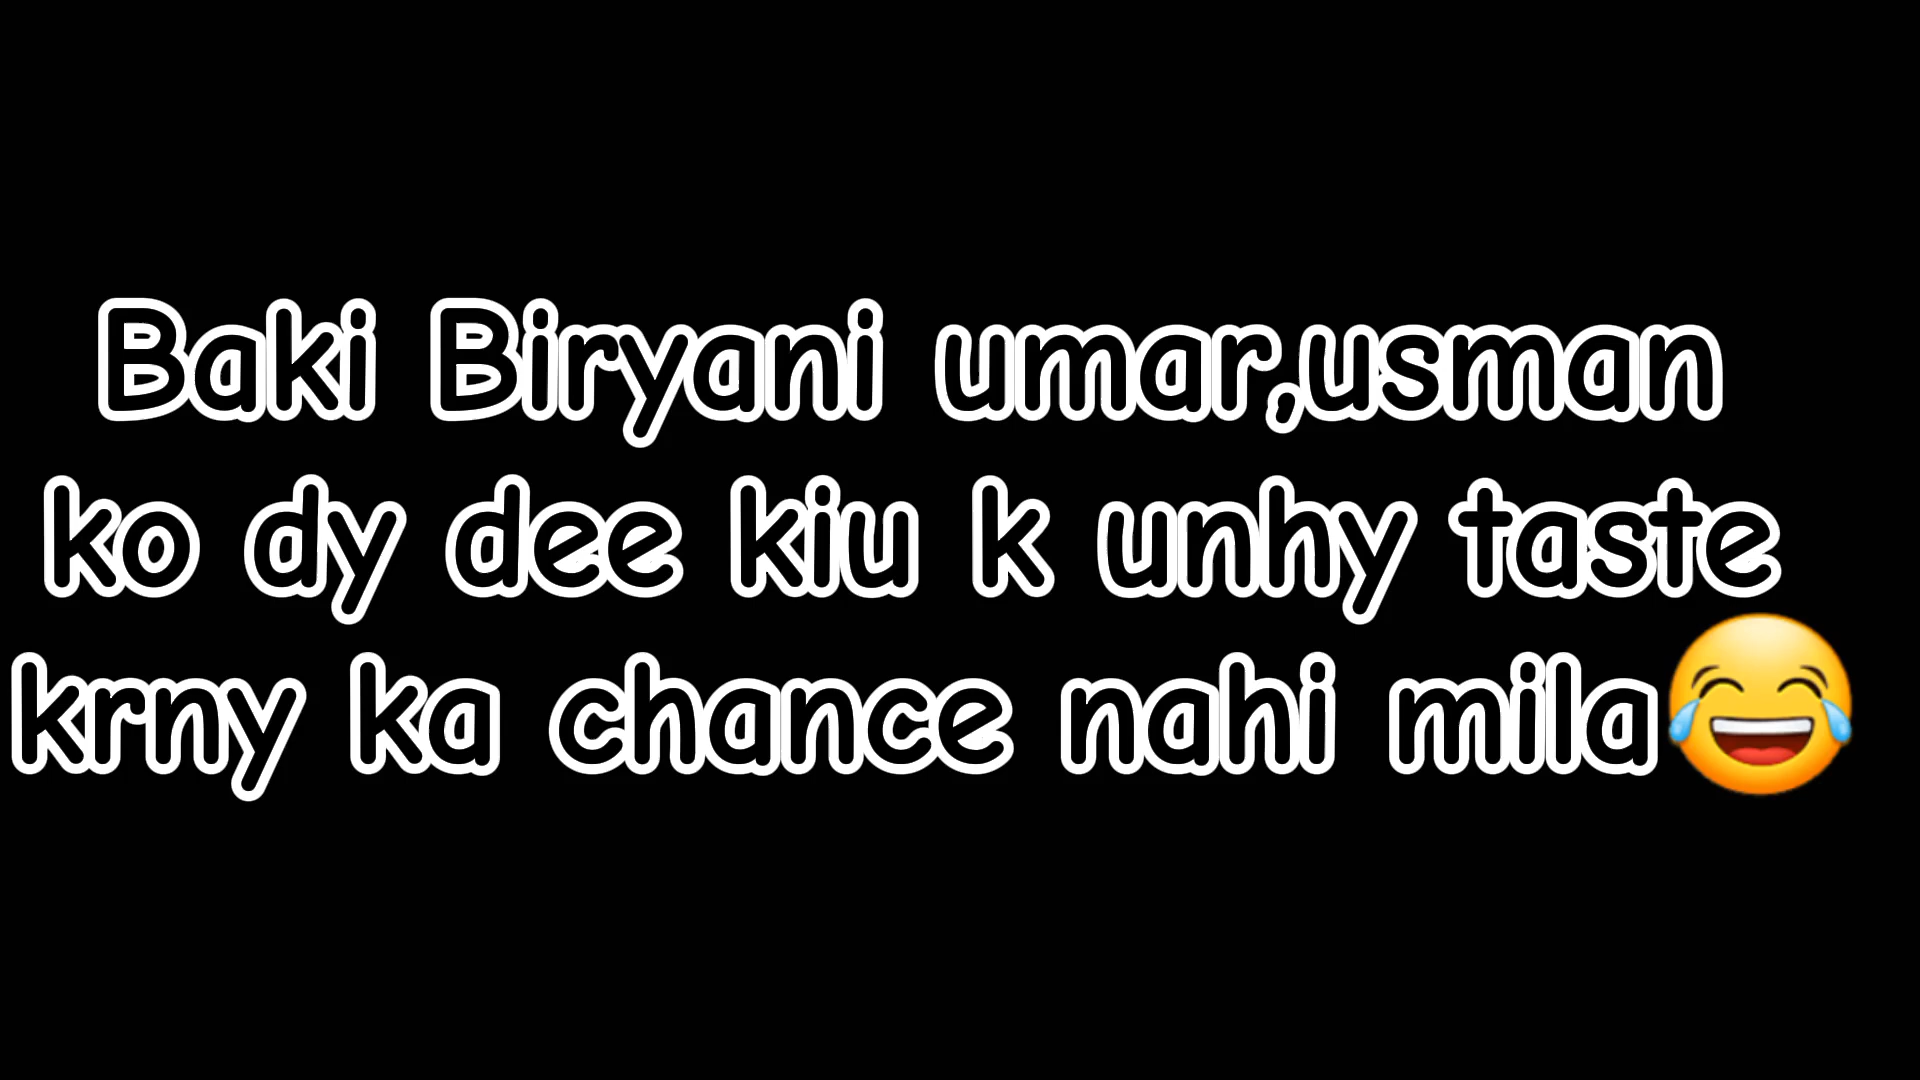 Baki Biryani umar,usman
ko dy dee kiu k unhy taste
krny ka chance nahi mila😂